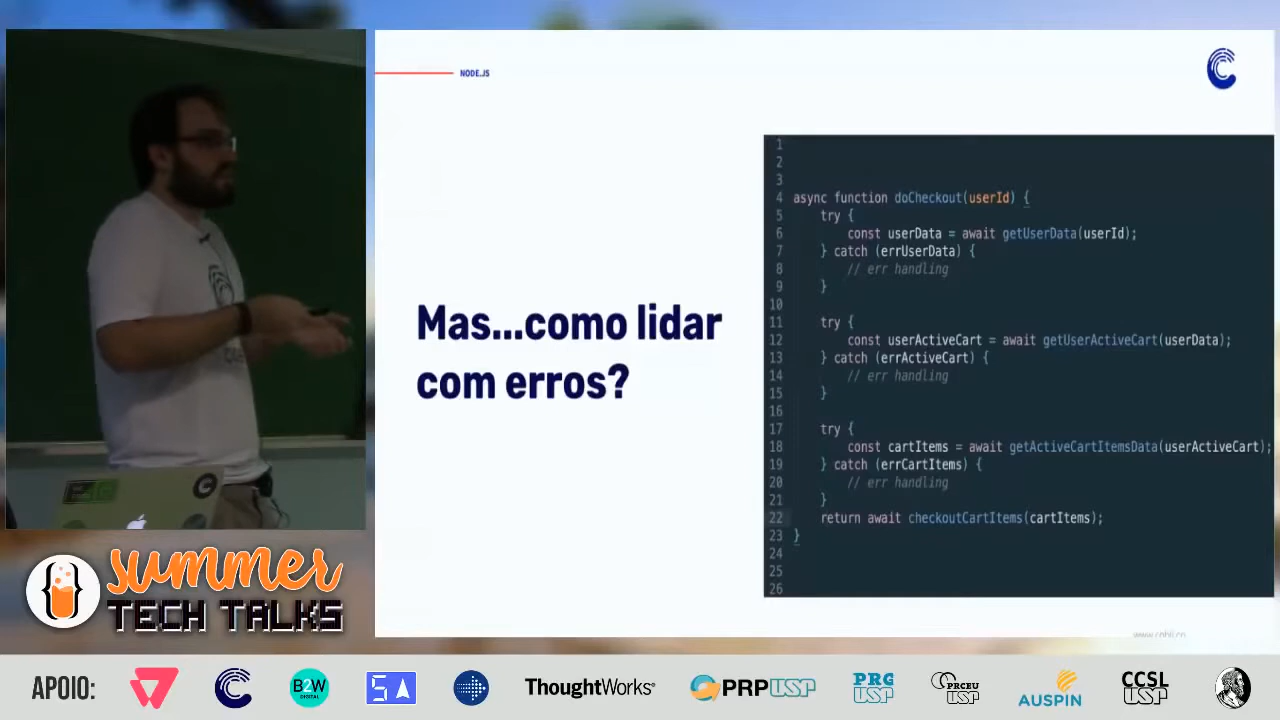 NODE.JS
Mas...como lidar
com erros?
1
2
3
4 async function doCheckout(userId) {
5 try {
6 const userData = await getUserData(userId);
7 } catch (errUserData) {
8 // err handling
9 }
10
11 try {
12 const userActiveCart = await getUserActiveCart(userData);
13 } catch (errActiveCart) {
14 // err handling
15 }
16
17 try {
18 const cartItems = await getActiveCartItemsData(userActiveCart);
19 } catch (errCartItems) {
20 // err handling
21 }
22 return await checkoutCartItems(cartItems);
23 }
24
25
26
summer
TECH TALKS
APOIO:
B2W
DIGITAL
ThoughtWorks
PRPUSP
PRG
USP
PRCEU
USP
AUSPIN
CCSL
USP